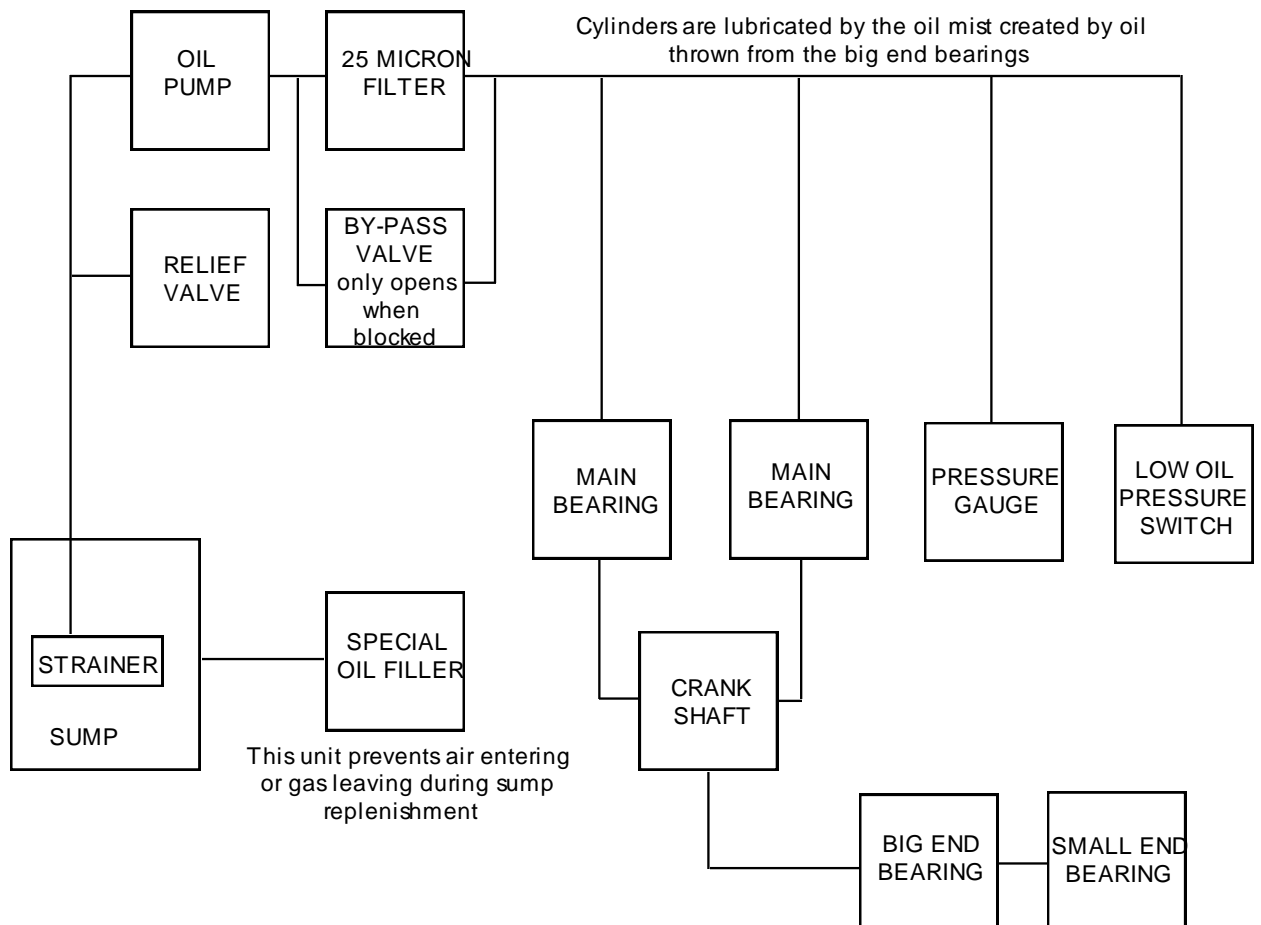 Cylinders are lubricated by the oil mist created by oil
thrown from the big end bearings
OIL
PUMP
25 MICRON
FILTER
RELIEF
VALVE
BY-PASS
VALVE
only opens
when
blocked
MAIN
BEARING
MAIN
BEARING
PRESSURE
GAUGE
LOW OIL
PRESSURE
SWITCH
STRAINER
SUMP
SPECIAL
OIL FILLER
This unit prevents air entering
or gas leaving during sump
replenishment
CRANK
SHAFT
BIG END
BEARING
SMALL END
BEARING